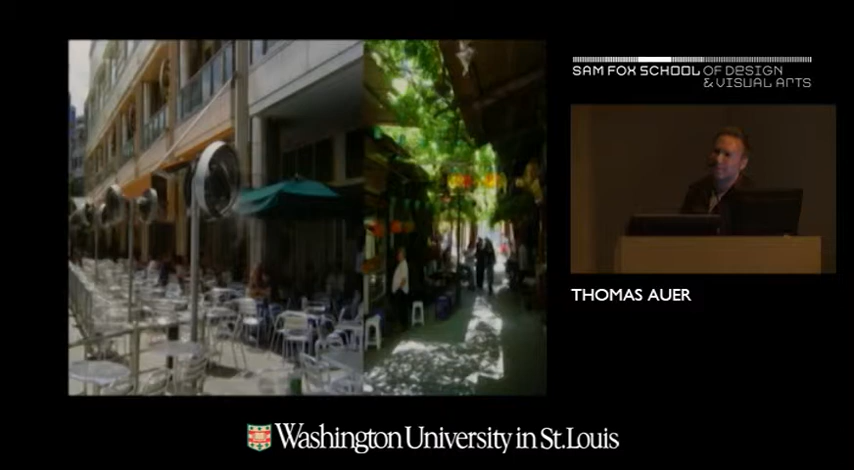 SAM FOX SCHOOL OF DESIGN
& VISUAL ARTS
THOMAS AUER
Washington University in St. Louis